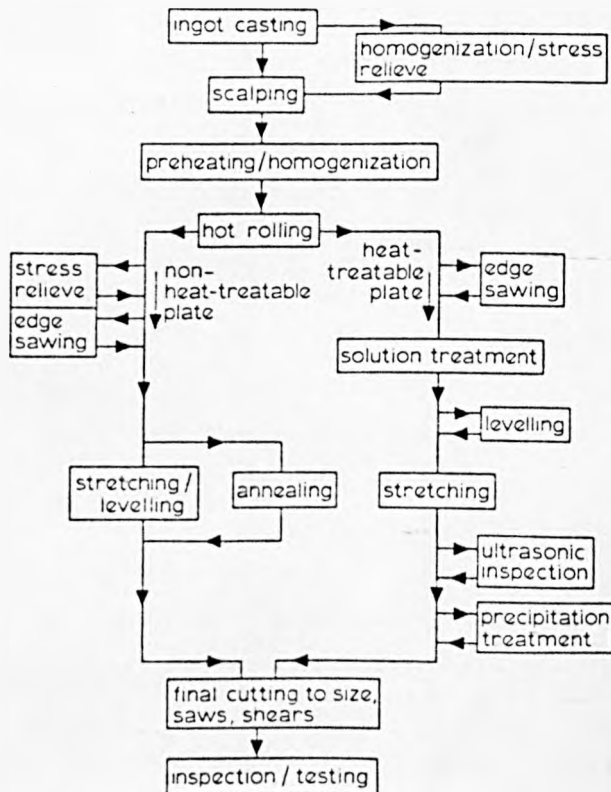 ingot casting
homogenization/stress
relieve
scalping
preheating/homogenization
hot rolling
stress
relieve
edge
sawing
non-
heat-treatable
plate
heat-
treatable
plate
edge
sawing
solution treatment
levelling
stretching/
levelling
annealing
stretching
ultrasonic
inspection
precipitation
treatment
final cutting to size,
saws, shears
inspection / testing